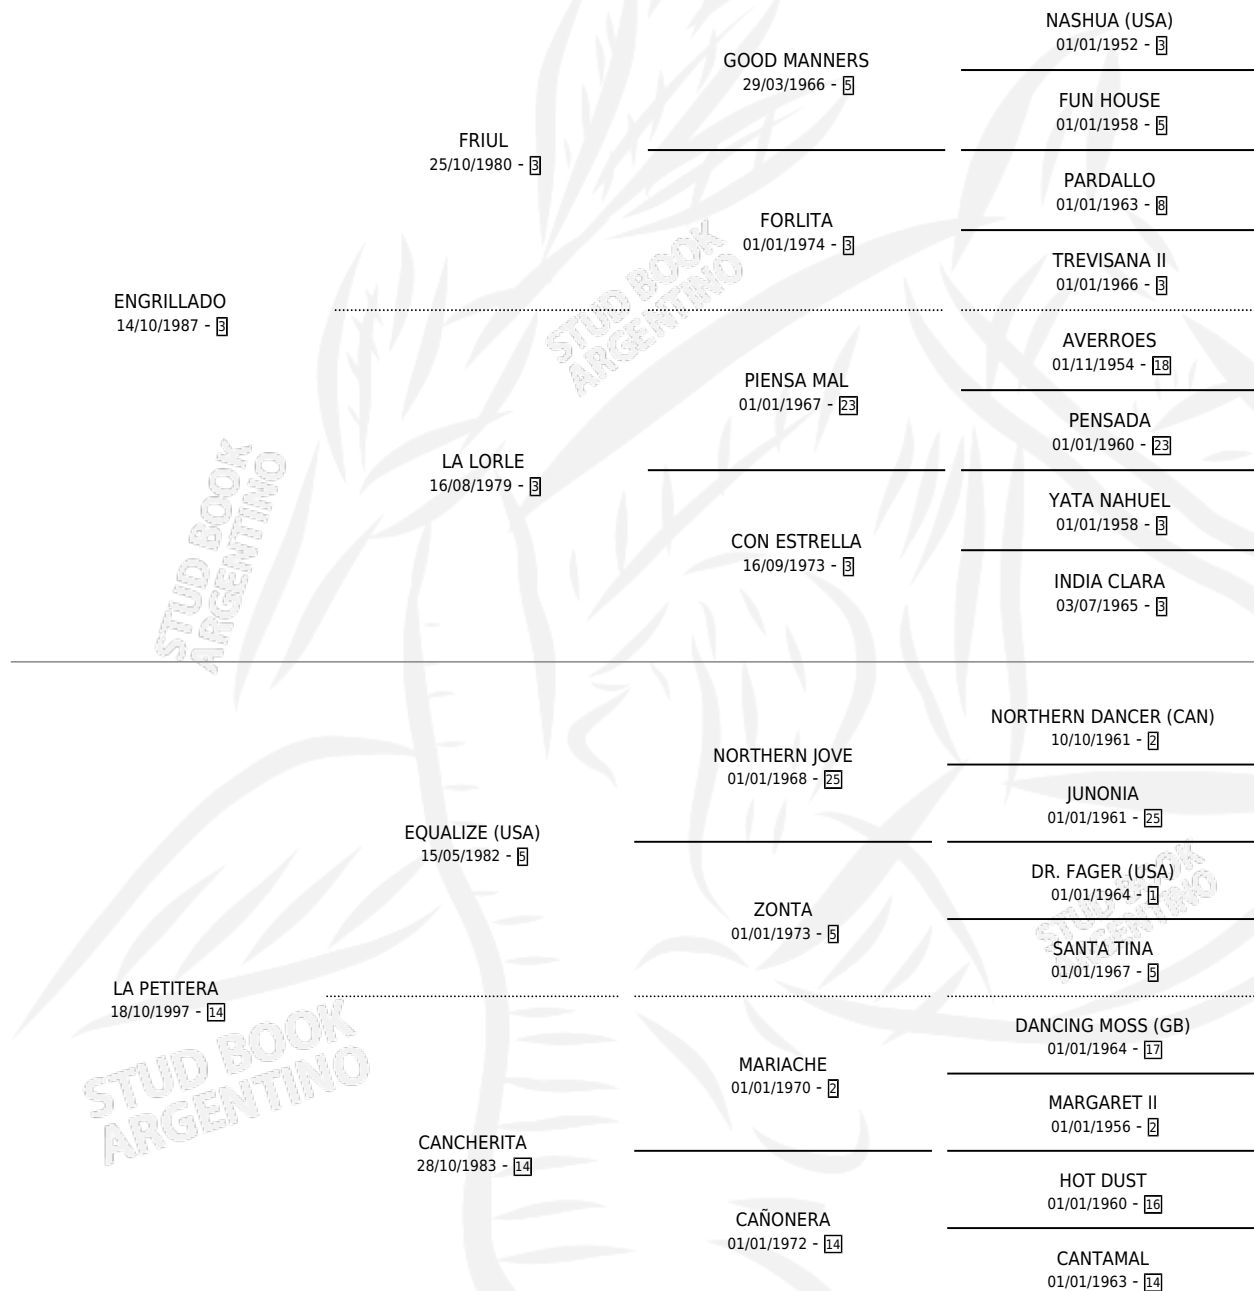 NASHUA (USA)
01/01/1952 - 3
GOOD MANNERS
29/03/1966 - 5
FUN HOUSE
01/01/1958 - 5
FRIUL
25/10/1980 - 3
PARDALLO
01/01/1963 - 8
FORLITA
01/01/1974 - 3
TREVISANA II
01/01/1966 - 3
ENGRILLADO
14/10/1987 - 3
AVERROES
01/11/1954 - 18
PIENSA MAL
01/01/1967 - 23
PENSADA
01/01/1960 - 23
LA LORLE
16/08/1979 - 3
YATA NAHUEL
01/01/1958 - 3
CON ESTRELLA
16/09/1973 - 3
INDIA CLARA
03/07/1965 - 3
NORTHERN DANCER (CAN)
10/10/1961 - 2
NORTHERN JOVE
01/01/1968 - 25
JUNONIA
01/01/1961 - 25
EQUALIZE (USA)
15/05/1982 - 5
DR. FAGER (USA)
01/01/1964 - 1
ZONTA
01/01/1973 - 5
SANTA TINA
01/01/1967 - 5
LA PETITERA
18/10/1997 - 14
DANCING MOSS (GB)
01/01/1964 - 17
MARIACHE
01/01/1970 - 2
MARGARET II
01/01/1956 - 2
CANCHERITA
28/10/1983 - 14
HOT DUST
01/01/1960 - 16
CAÑONERA
01/01/1972 - 14
CANTAMAL
01/01/1963 - 14
STUD BOOK
ARGENTINO
STUD BOOK
ARGENTINO
STUD BOOK
ARGENTINO
STUD BOOK
ARGENTINO